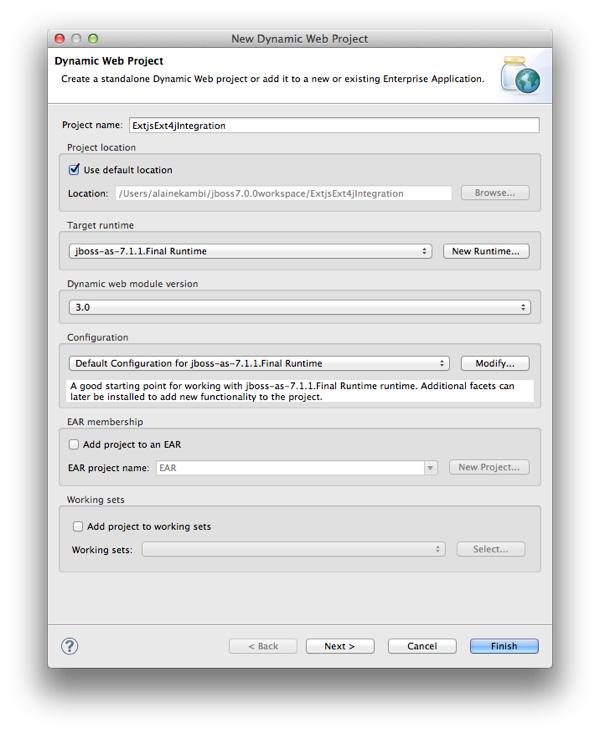 New Dynamic Web Project
Dynamic Web Project
Create a standalone Dynamic Web project or add it to a new or existing Enterprise Application.
Project name: ExtjsExt4jIntegration
Project location
Use default location
Location: /Users/alainekambi/jboss7.0.0workspace/ExtjsExt4jIntegration Browse...
Target runtime
jboss-as-7.1.1.Final Runtime New Runtime...
Dynamic web module version
3.0
Configuration
Default Configuration for jboss-as-7.1.1.Final Runtime Modify...
A good starting point for working with jboss-as-7.1.1.Final Runtime runtime. Additional facets can
later be installed to add new functionality to the project.
EAR membership
Add project to an EAR
EAR project name: EAR New Project...
Working sets
Add project to working sets
Working sets: Select...
? < Back Next > Cancel Finish